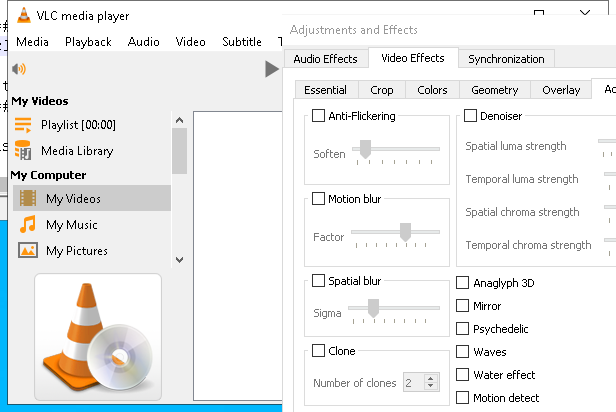 VLC media player
Media Playback Audio Video Subtitle
My Videos
Playlist [00:00]
Media Library
My Computer
My Videos
My Music
My Pictures
Adjustments and Effects
Audio Effects Video Effects Synchronization
Essential Crop Colors Geometry Overlay
Anti-Flickering
Soften
Motion blur
Factor
Spatial blur
Sigma
Clone
Number of clones 2
Denoiser
Spatial luma strength
Temporal luma strength
Spatial chroma strength
Temporal chroma strength
Anaglyph 3D
Mirror
Psychedelic
Waves
Water effect
Motion detect